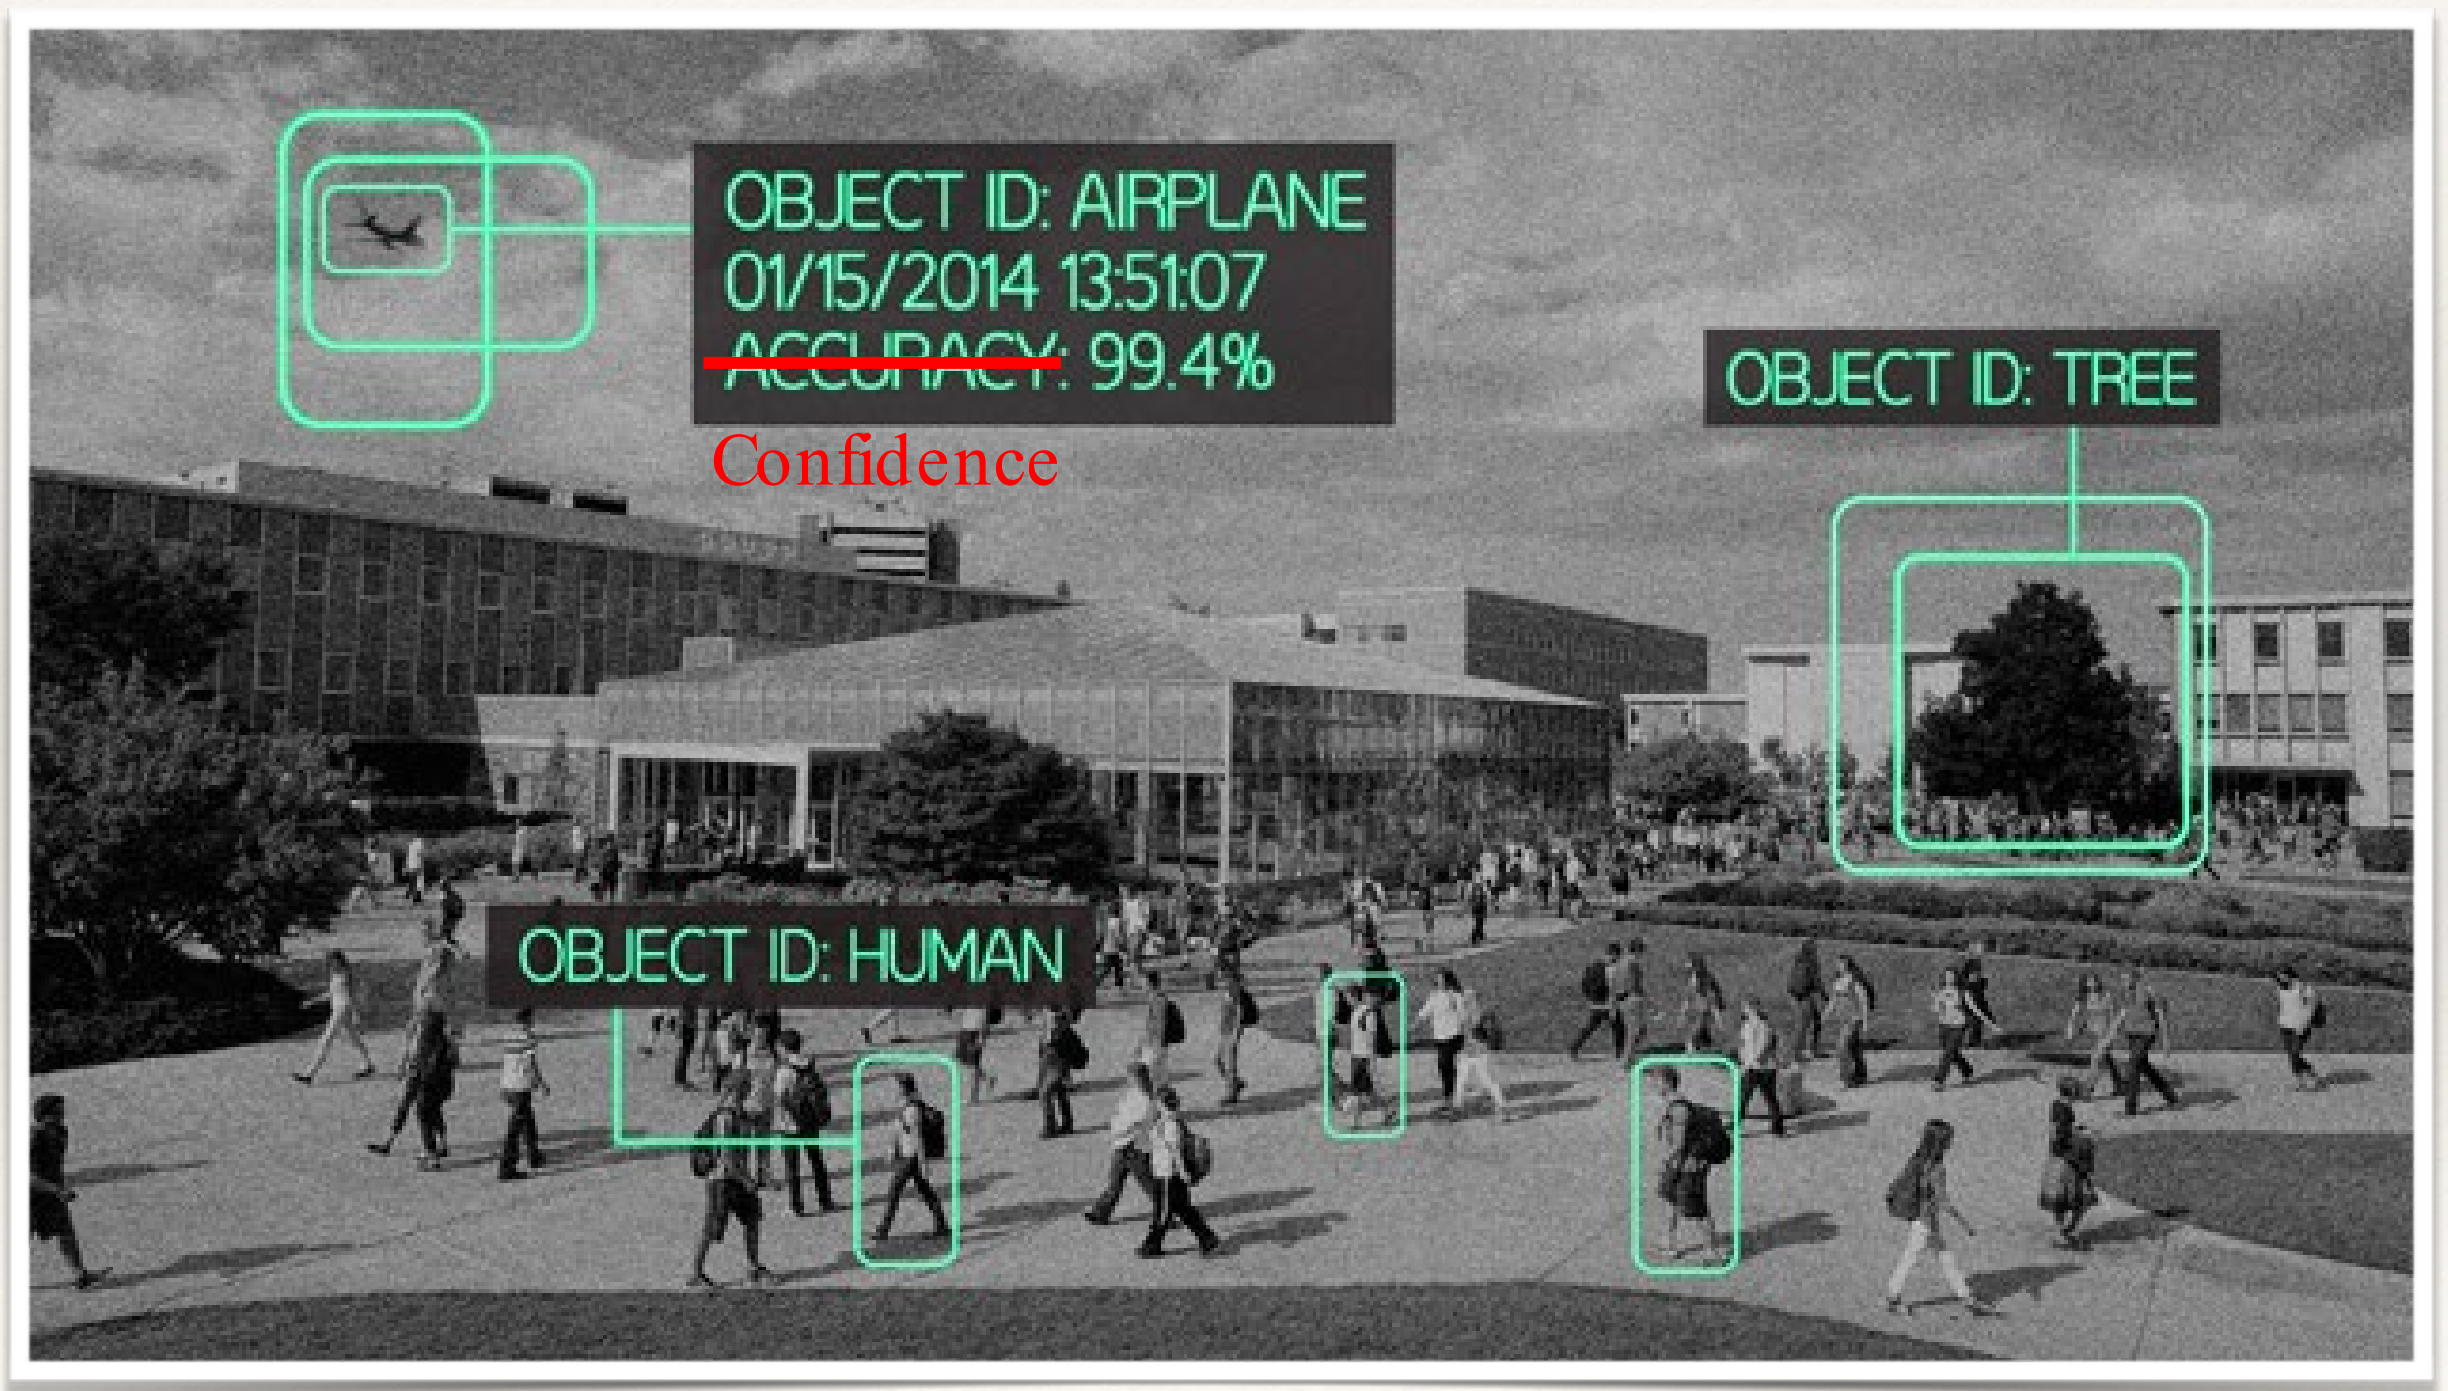 OBJECT ID: AIRPLANE
01/15/2014 13:51:07
ACCURACY: 99.4%
Confidence
OBJECT ID: TREE
OBJECT ID: HUMAN